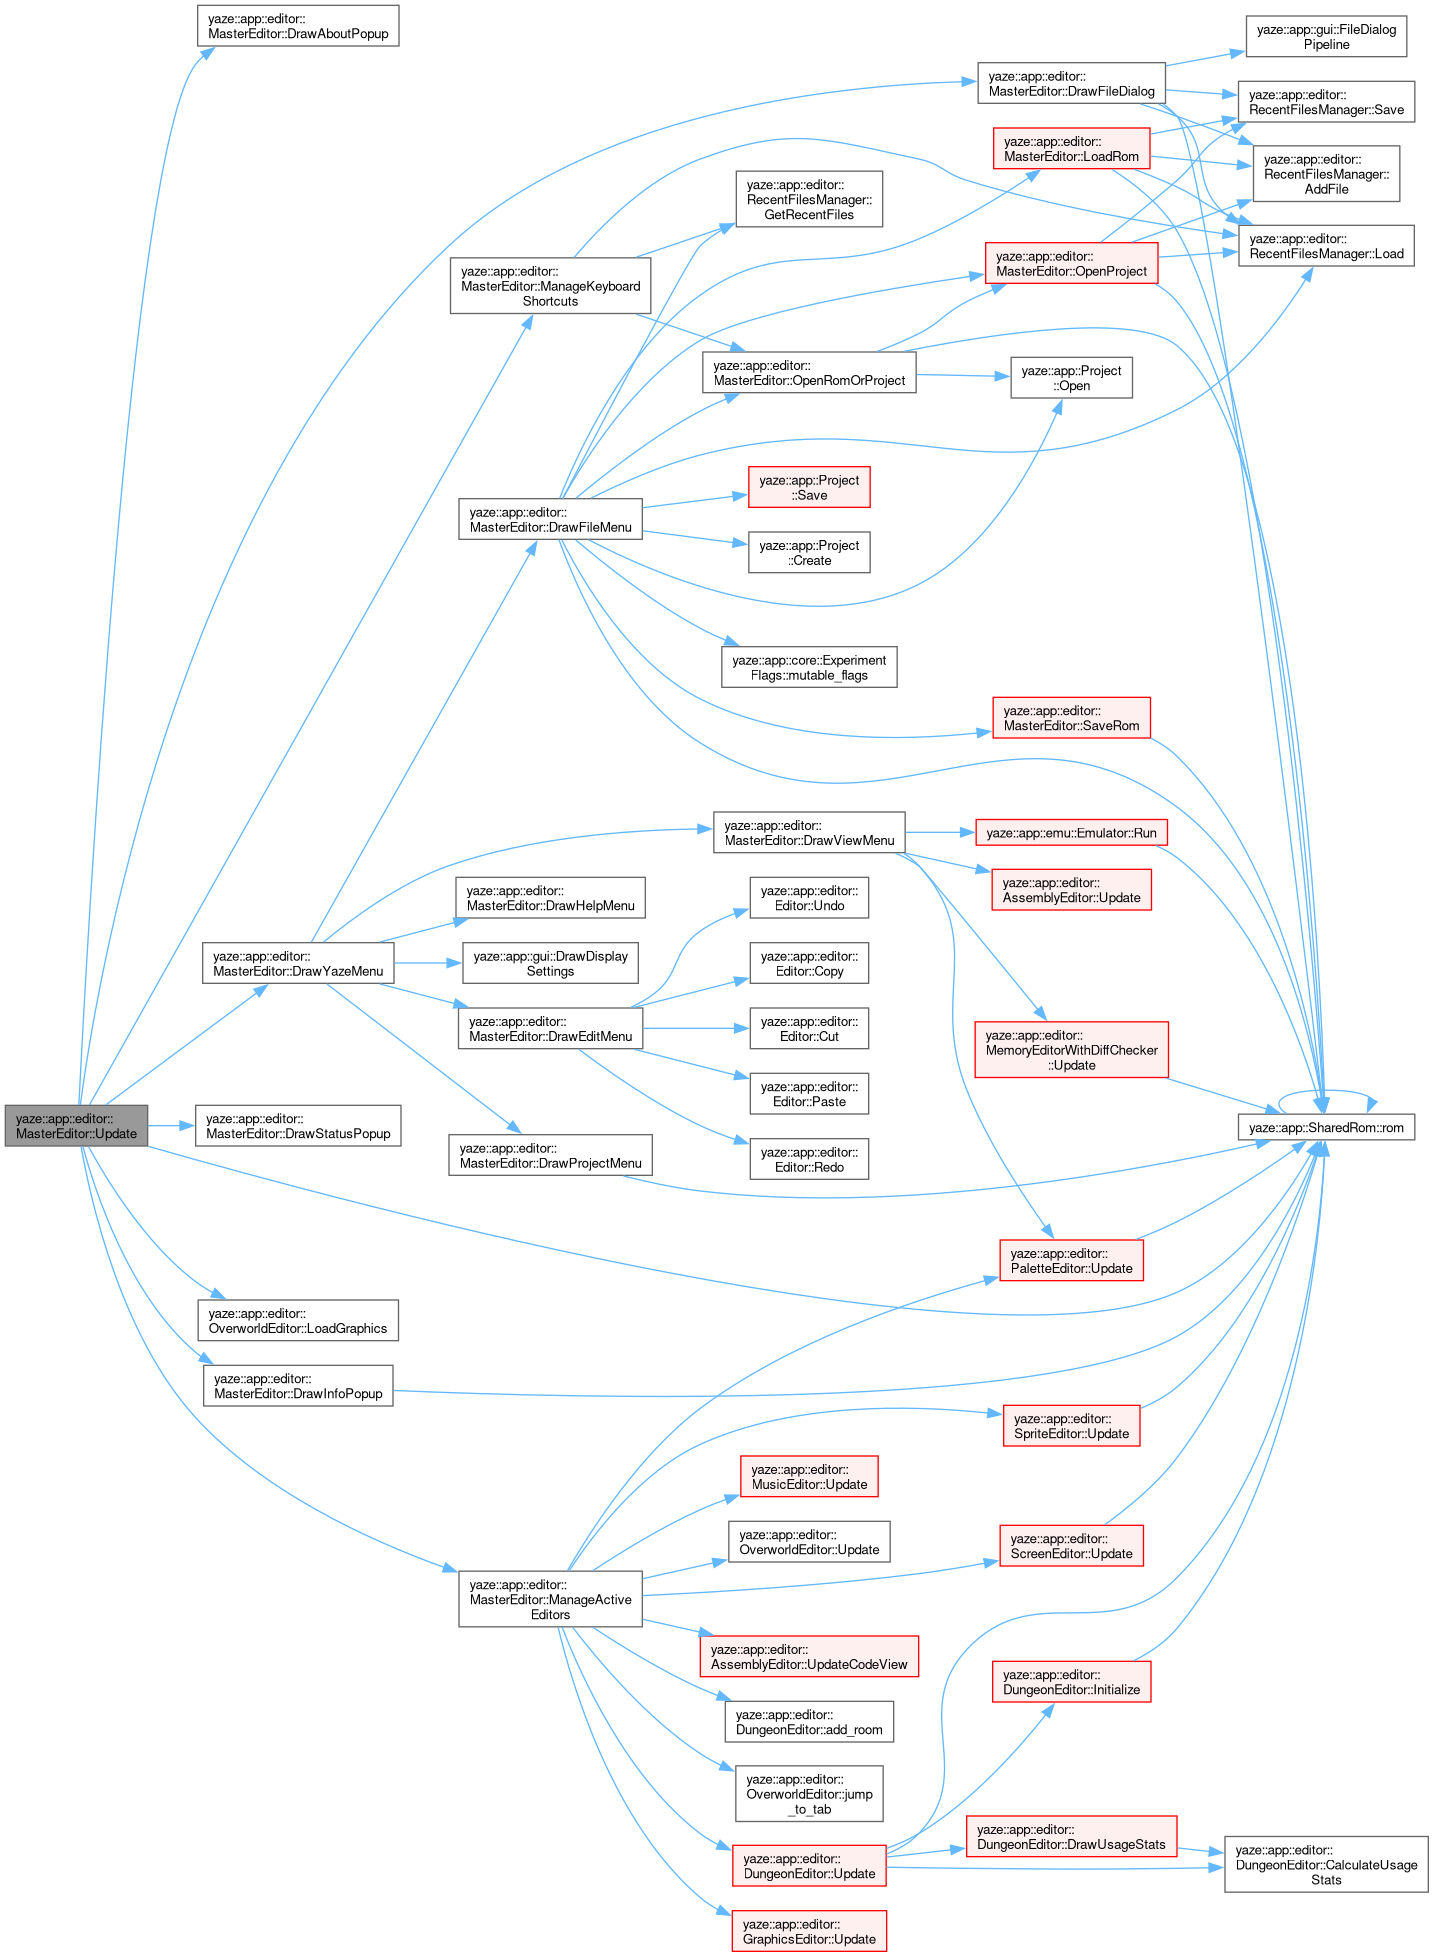 yaze::app::editor::
MasterEditor::DrawAboutPopup
yaze::app::gui::FileDialog
Pipeline
yaze::app::editor::
MasterEditor::DrawFileDialog
yaze::app::editor::
RecentFilesManager::Save
yaze::app::editor::
MasterEditor::LoadRom
yaze::app::editor::
RecentFilesManager::
AddFile
yaze::app::editor::
RecentFilesManager::
GetRecentFiles
yaze::app::editor::
RecentFilesManager::Load
yaze::app::editor::
MasterEditor::OpenProject
yaze::app::editor::
MasterEditor::ManageKeyboard
Shortcuts
yaze::app::editor::
MasterEditor::OpenRomOrProject
yaze::app::Project
::Open
yaze::app::Project
::Save
yaze::app::editor::
MasterEditor::DrawFileMenu
yaze::app::Project
::Create
yaze::app::core::Experiment
Flags::mutable_flags
yaze::app::editor::
MasterEditor::SaveRom
yaze::app::editor::
MasterEditor::DrawViewMenu
yaze::app::emu::Emulator::Run
yaze::app::editor::
AssemblyEditor::Update
yaze::app::editor::
MasterEditor::DrawHelpMenu
yaze::app::editor::
Editor::Undo
yaze::app::editor::
MasterEditor::DrawYazeMenu
yaze::app::gui::DrawDisplay
Settings
yaze::app::editor::
Editor::Copy
yaze::app::editor::
MasterEditor::DrawEditMenu
yaze::app::editor::
Editor::Cut
yaze::app::editor::
MemoryEditorWithDiffChecker
::Update
yaze::app::editor::
Editor::Paste
yaze::app::editor::
MasterEditor::Update
yaze::app::editor::
MasterEditor::DrawStatusPopup
yaze::app::SharedRom::rom
yaze::app::editor::
MasterEditor::DrawProjectMenu
yaze::app::editor::
Editor::Redo
yaze::app::editor::
PaletteEditor::Update
yaze::app::editor::
OverworldEditor::LoadGraphics
yaze::app::editor::
MasterEditor::DrawInfoPopup
yaze::app::editor::
SpriteEditor::Update
yaze::app::editor::
MusicEditor::Update
yaze::app::editor::
OverworldEditor::Update
yaze::app::editor::
ScreenEditor::Update
yaze::app::editor::
MasterEditor::ManageActive
Editors
yaze::app::editor::
AssemblyEditor::UpdateCodeView
yaze::app::editor::
DungeonEditor::Initialize
yaze::app::editor::
DungeonEditor::add_room
yaze::app::editor::
OverworldEditor::jump
_to_tab
yaze::app::editor::
DungeonEditor::DrawUsageStats
yaze::app::editor::
DungeonEditor::Update
yaze::app::editor::
DungeonEditor::CalculateUsage
Stats
yaze::app::editor::
GraphicsEditor::Update